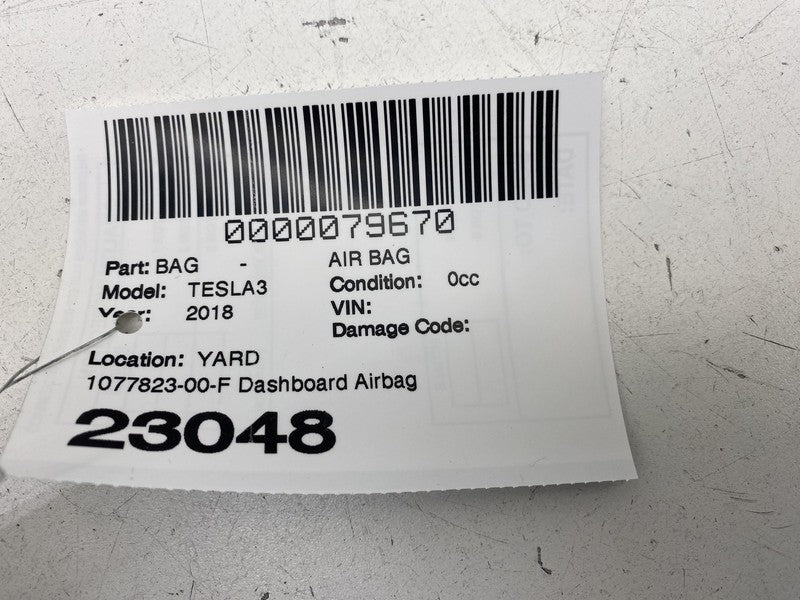 0000079670
Part: BAG - AIR BAG
Model: TESLA3 Condition: 0cc
Year: 2018 VIN:
Damage Code:
Location: YARD
1077823-00-F Dashboard Airbag
23048